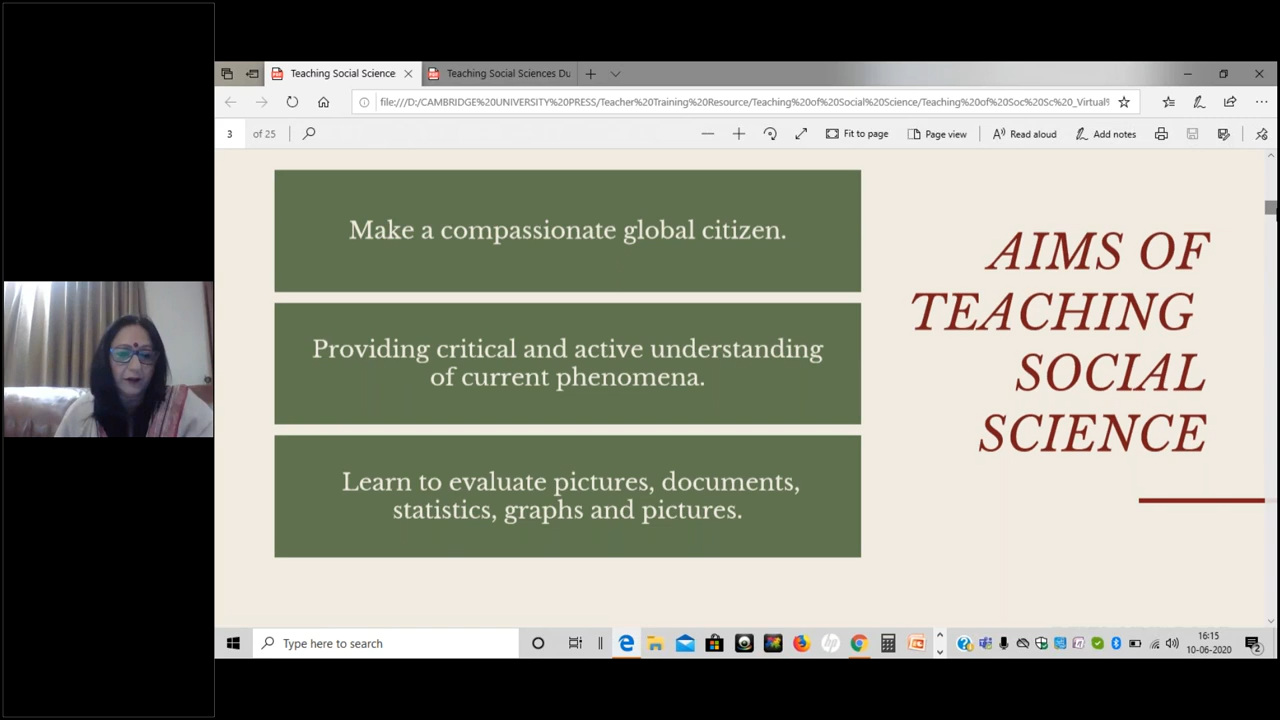 Teaching Social Science
Teaching Social Sciences Du
file:///D:/CAMBRIDGE%20UNIVERSITY%20PRESS/Teacher%20Training%20Resource/Teaching%20of%20Social%20Science/Teaching%20of%20Soc%20Sc%20_Virtual%
3 of 25
Fit to page
Page view
Read aloud
Add notes
Make a compassionate global citizen.
Providing critical and active understanding
of current phenomena.
Learn to evaluate pictures, documents,
statistics, graphs and pictures.
AIMS OF
TEACHING
SOCIAL
SCIENCE
Type here to search
16:15
10-06-2020